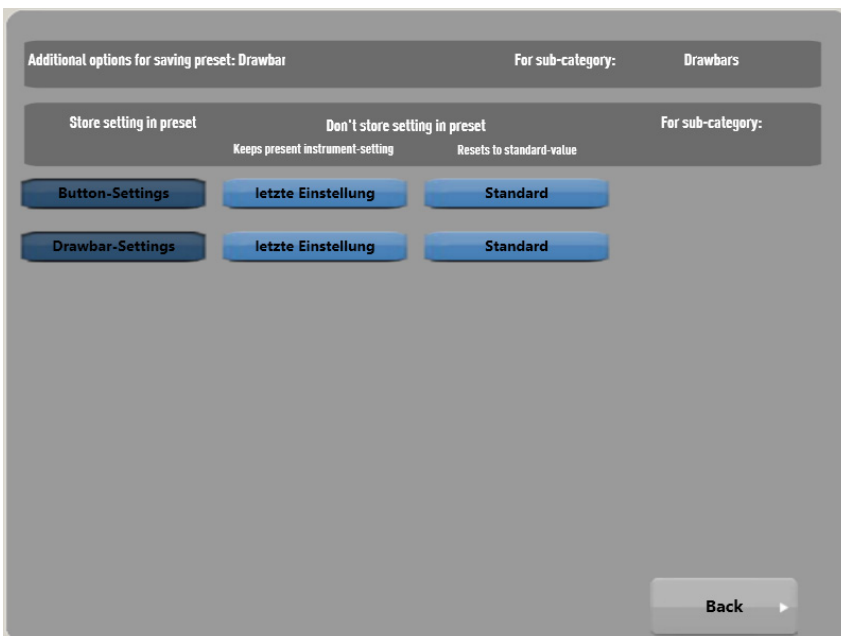 Additional options for saving preset: Drawbar For sub-category: Drawbars
Store setting in preset Don't store setting in preset For sub-category:
Keeps present instrument-setting Resets to standard-value
Button-Settings letzte Einstellung Standard
Drawbar-Settings letzte Einstellung Standard
Back